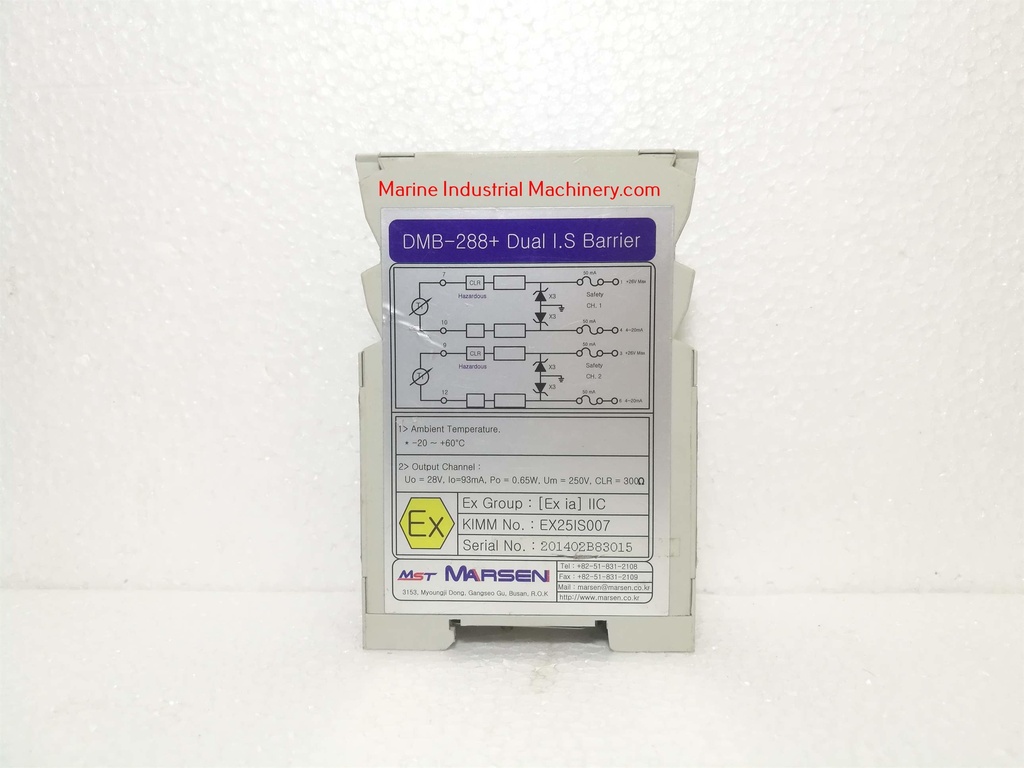 Marine Industrial Machinery.com
DMB-288+ Dual I.S Barrier
7 CLR 50 mA 1 +26V Max
Hazardous X3 Safety
CH. 1
T
X3
10 50 mA 4 4~20mA
9 CLR 50 mA 3 +26V Max
Hazardous X3 Safety
CH. 2
T
X3
12 50 mA 6 4~20mA
1> Ambient Temperature.
• -20 ~ +60°C
2> Output Channel :
Uo = 28V, Io=93mA, Po = 0.65W, Um = 250V, CLR = 300Ω
Ex
Ex Group : [Ex ia] IIC
KIMM No. : EX25IS007
Serial No. : 201402B83015
MST MARSEN
3153, Myoungji Dong, Gangseo Gu, Busan, R.O.K
Tel : +82-51-831-2108
Fax : +82-51-831-2109
Mail : marsen@marsen.co.kr
http://www.marsen.co.kr